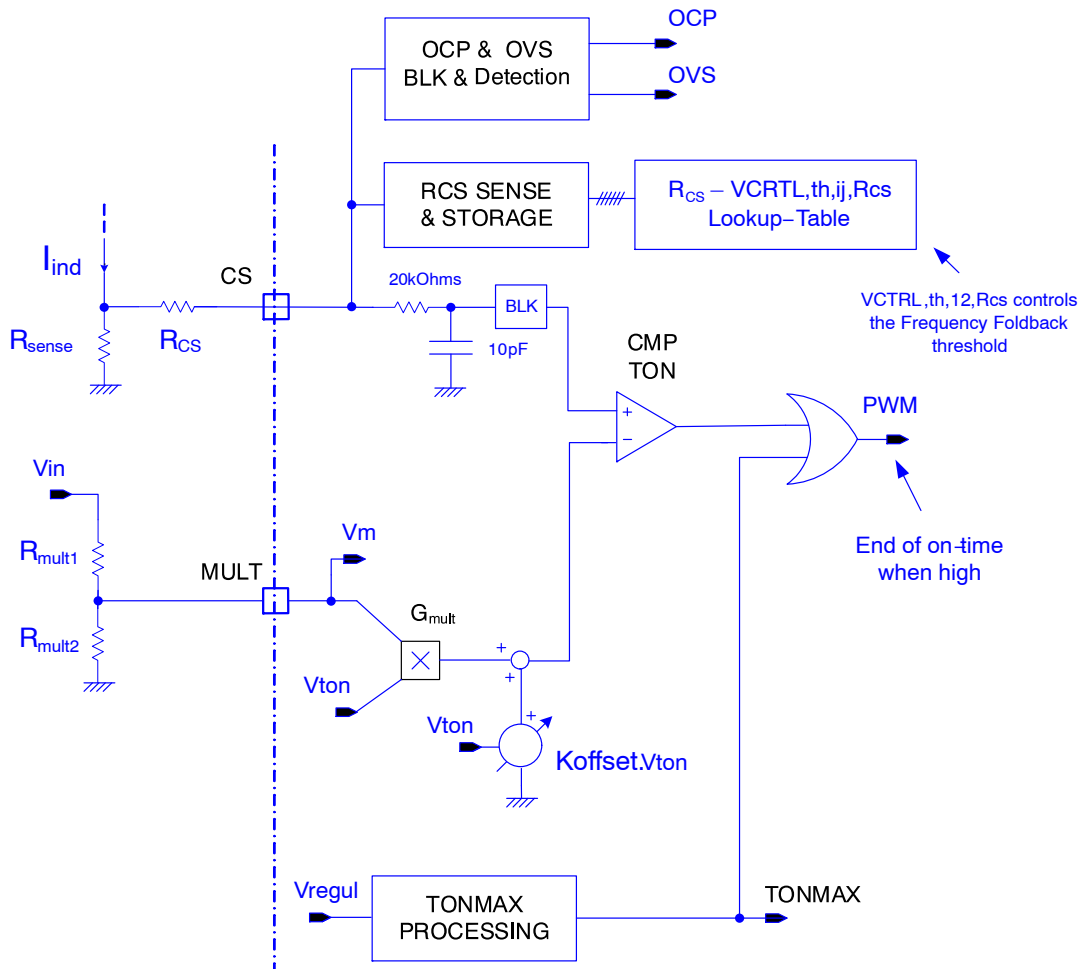 OCP
OCP & OVS
BLK & Detection
OVS
RCS SENSE
& STORAGE
RCS – VCRTL,th,ij,Rcs
Lookup–Table
Iind
CS
20kOhms
BLK
VCTRL,th,12,Rcs controls
the Frequency Foldback
threshold
Rsense
RCS
10pF
CMP
TON
+
−
PWM
Vin
Rmult1
Vm
End of on–time
when high
MULT
Gmult
Rmult2
×
+
+
Vton
+
Vton
Koffset.Vton
Vregul
TONMAX
PROCESSING
TONMAX